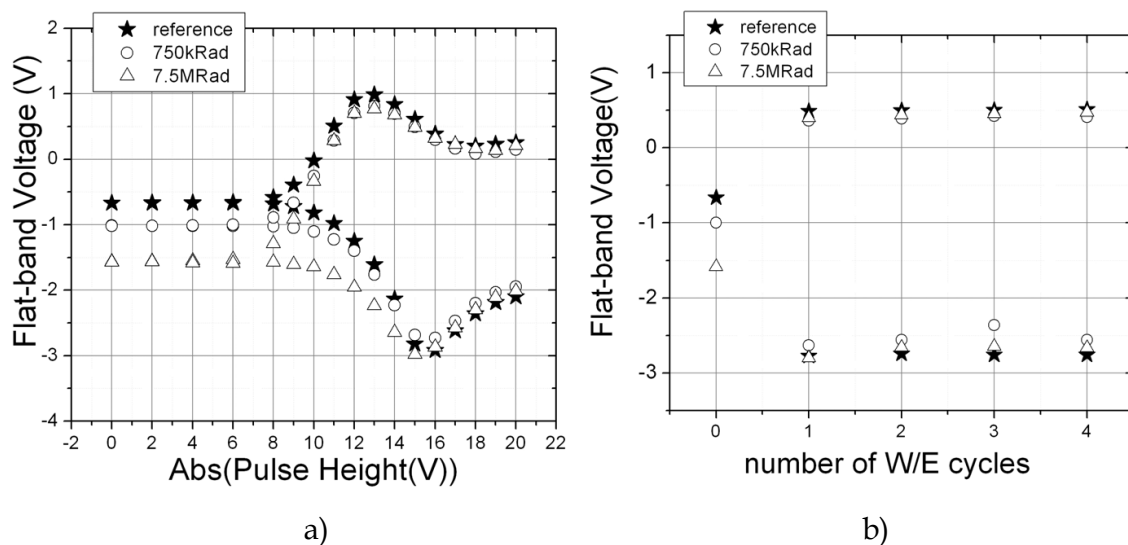 reference
750kRad
7.5MRad
Flat-band Voltage (V)
2
1
0
-1
-2
-3
-4
-2 0 2 4 6 8 10 12 14 16 18 20 22
Abs(Pulse Height(V))
a)
reference
750kRad
7.5MRad
Flat-band Voltage(V)
1
0
-1
-2
-3
0 1 2 3 4
number of W/E cycles
b)